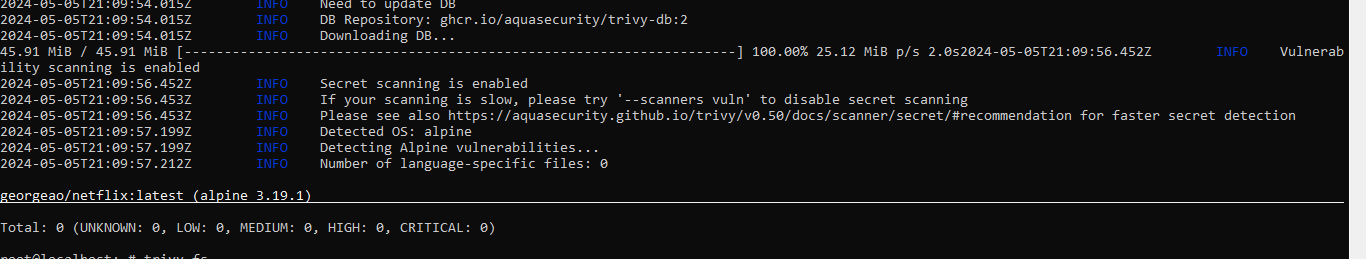 2024-05-05T21:09:54.015Z INFO Need to update DB
2024-05-05T21:09:54.015Z INFO DB Repository: ghcr.io/aquasecurity/trivy-db:2
2024-05-05T21:09:54.015Z INFO Downloading DB...
45.91 MiB / 45.91 MiB [---------------------------------------------------------------------] 100.00% 25.12 MiB p/s 2.0s2024-05-05T21:09:56.452Z INFO Vulnerab
ility scanning is enabled
2024-05-05T21:09:56.452Z INFO Secret scanning is enabled
2024-05-05T21:09:56.453Z INFO If your scanning is slow, please try '--scanners vuln' to disable secret scanning
2024-05-05T21:09:56.453Z INFO Please see also https://aquasecurity.github.io/trivy/v0.50/docs/scanner/secret/#recommendation for faster secret detection
2024-05-05T21:09:57.199Z INFO Detected OS: alpine
2024-05-05T21:09:57.199Z INFO Detecting Alpine vulnerabilities...
2024-05-05T21:09:57.212Z INFO Number of language-specific files: 0
georgeao/netflix:latest (alpine 3.19.1)
Total: 0 (UNKNOWN: 0, LOW: 0, MEDIUM: 0, HIGH: 0, CRITICAL: 0)
root@localhost:~# trivy fs